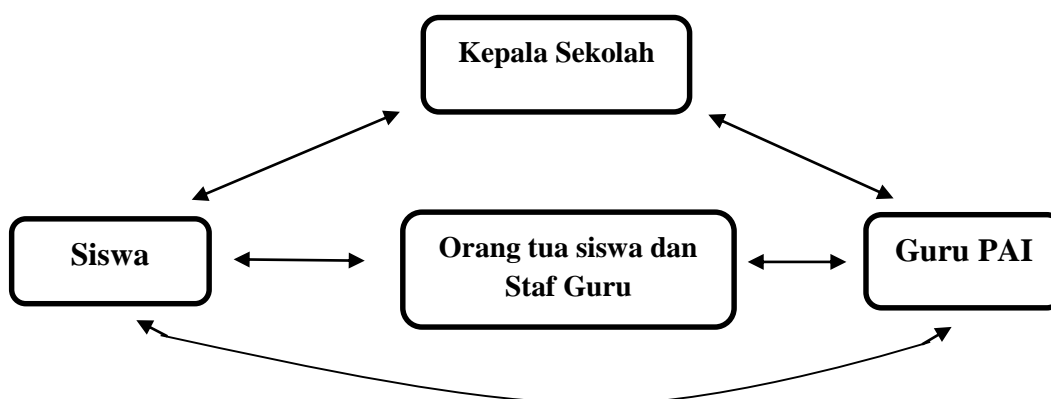 Kepala Sekolah
Siswa
Orang tua siswa dan
Staf Guru
Guru PAI